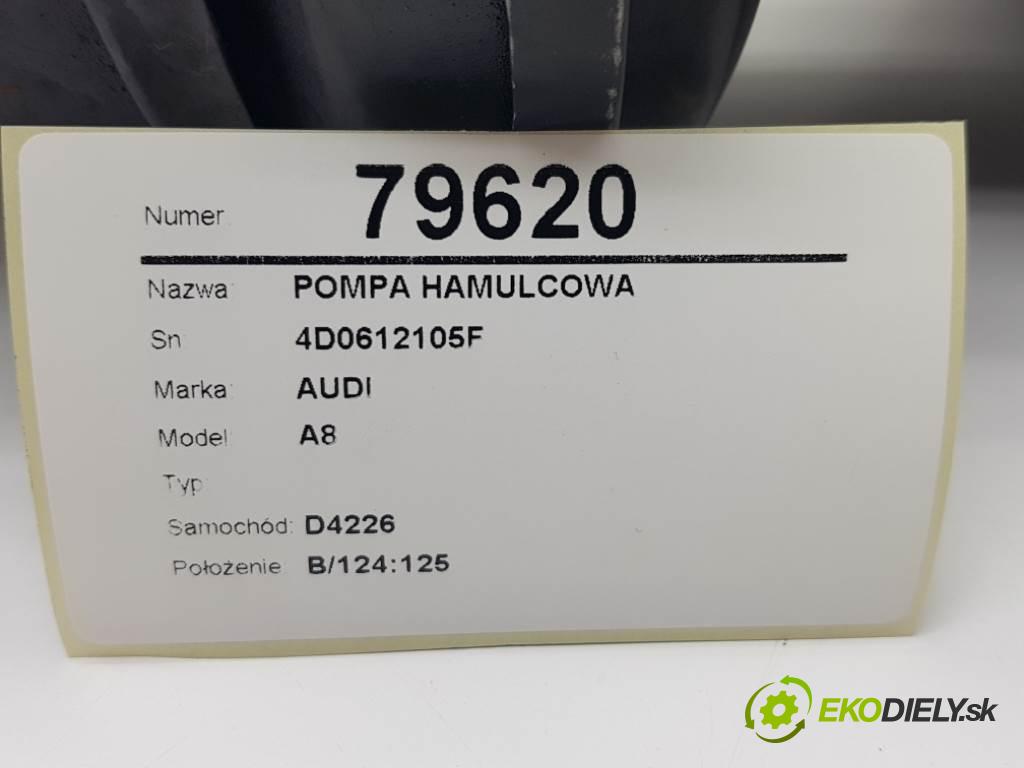 Numer: 79620
Nazwa: POMPA HAMULCOWA
Sn 4D0612105F
Marka: AUDI
Model: A8
Typ:
Samochód: D4226
Położenie: B/124:125
EKODIELY.sk